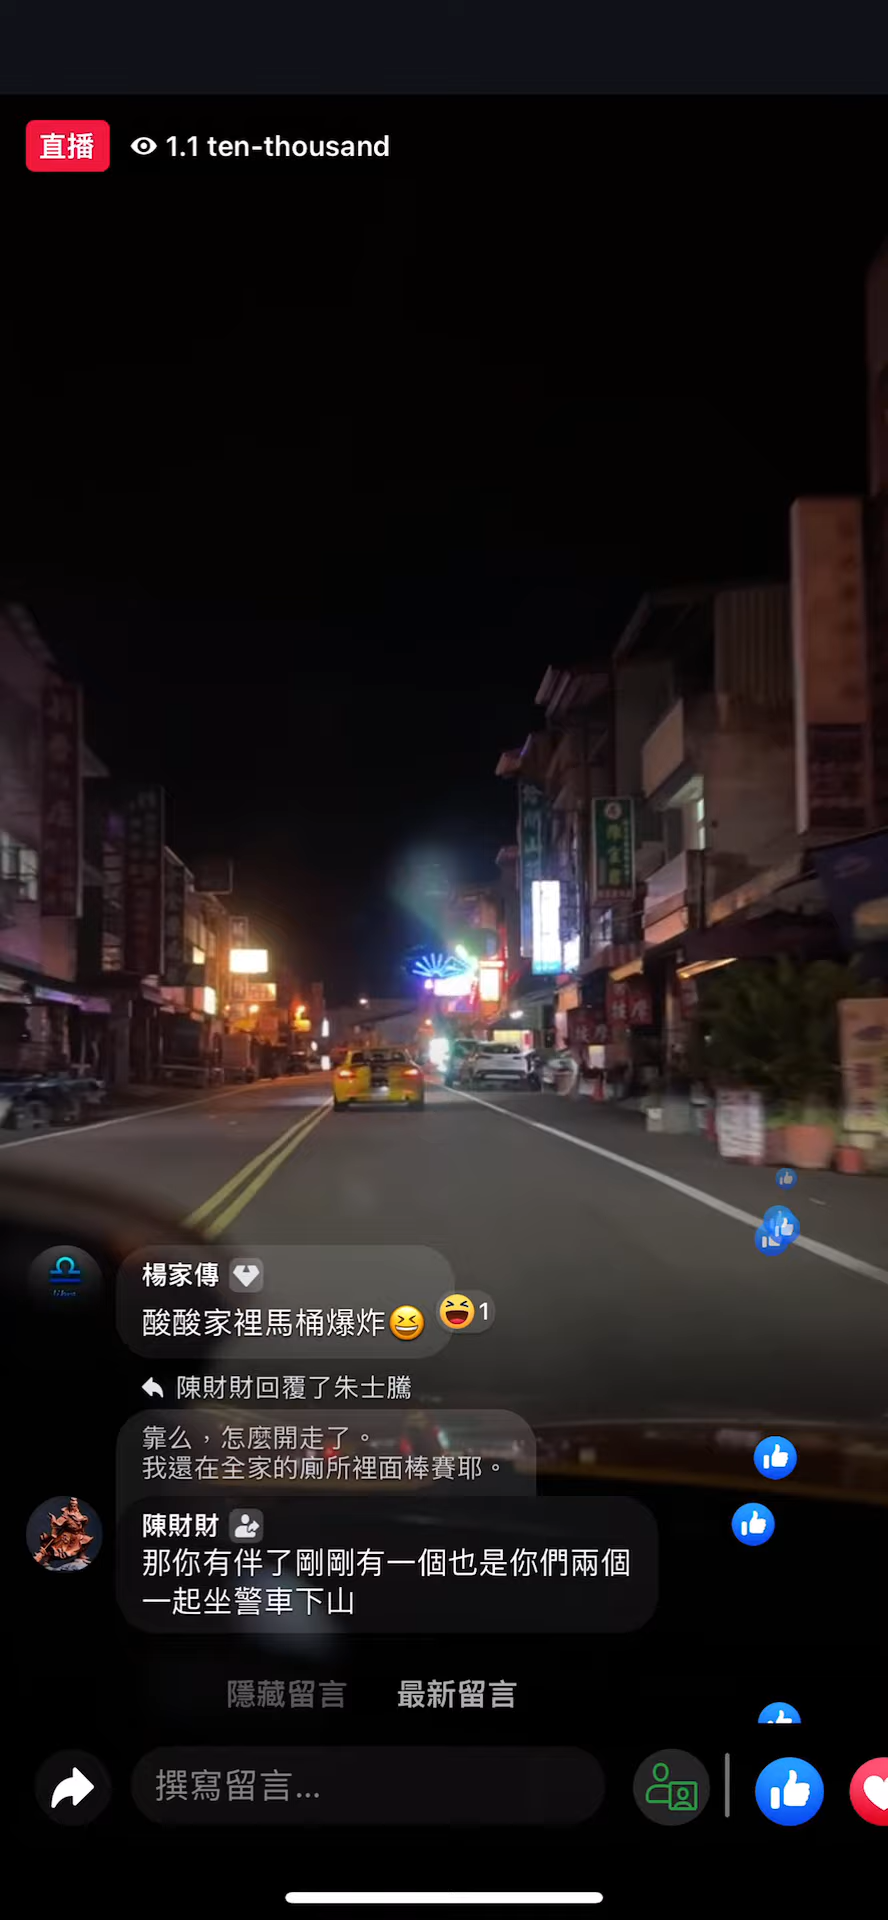 直播
1.1 ten-thousand
楊家傳
酸酸家裡馬桶爆炸😆
1
陳財財回覆了朱士騰
靠么，怎麼開走了。
我還在全家的廁所裡面棒賽耶。
陳財財
那你有伴了剛剛有一個也是你們兩個
一起坐警車下山
隱藏留言
最新留言
撰寫留言...